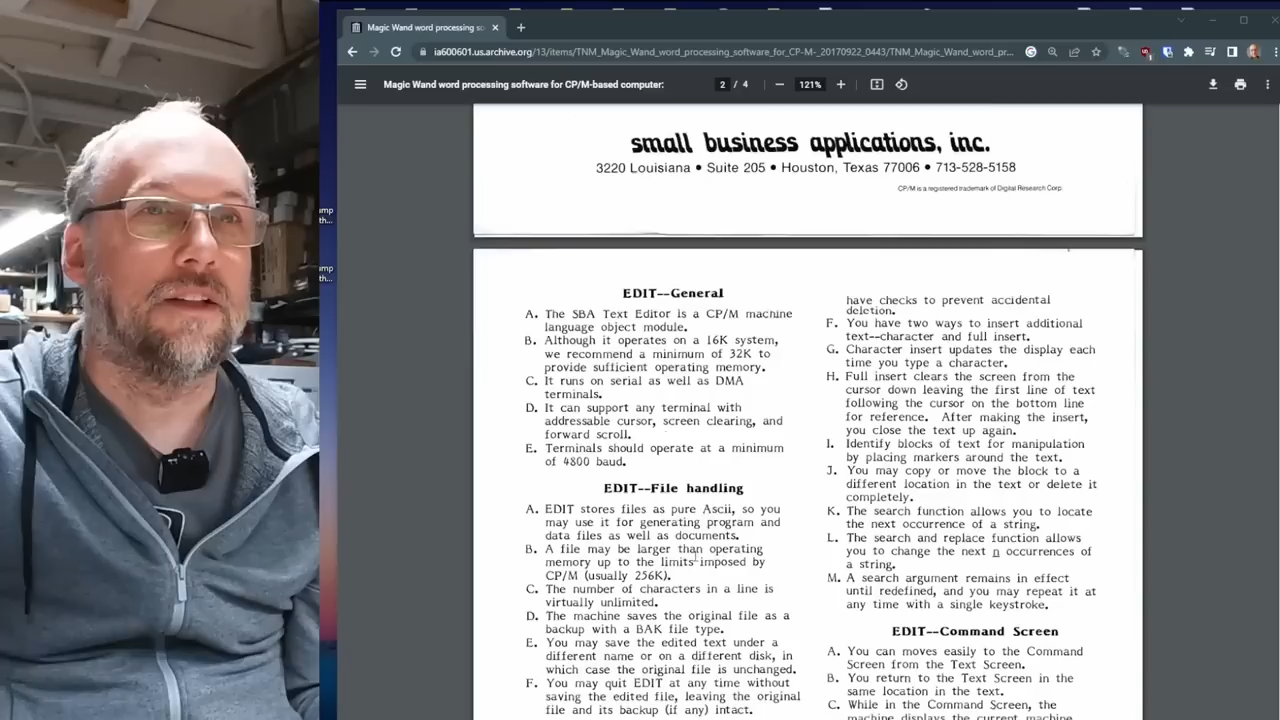 Magic Wand word processing so
ia600601.us.archive.org/13/items/TNM_Magic_Wand_word_processing_software_for_CP-M-_20170922_0443/TNM_Magic_Wand_word_pr...
Magic Wand word processing software for CP/M-based computer:
2 / 4
121%
small business applications, inc.
3220 Louisiana • Suite 205 • Houston, Texas 77006 • 713-528-5158
CP/M is a registered trademark of Digital Research Corp.
EDIT--General
A. The SBA Text Editor is a CP/M machine
language object module.
B. Although it operates on a 16K system,
we recommend a minimum of 32K to
provide sufficient operating memory.
C. It runs on serial as well as DMA
terminals.
D. It can support any terminal with
addressable cursor, screen clearing, and
forward scroll.
E. Terminals should operate at a minimum
of 4800 baud.
EDIT--File handling
A. EDIT stores files as pure Ascii, so you
may use it for generating program and
data files as well as documents.
B. A file may be larger than operating
memory up to the limits imposed by
CP/M (usually 256K).
C. The number of characters in a line is
virtually unlimited.
D. The machine saves the original file as a
backup with a BAK file type.
E. You may save the edited text under a
different name or on a different disk, in
which case the original file is unchanged.
F. You may quit EDIT at any time without
saving the edited file, leaving the original
file and its backup (if any) intact.
have checks to prevent accidental
deletion.
F. You have two ways to insert additional
text--character and full insert.
G. Character insert updates the display each
time you type a character.
H. Full insert clears the screen from the
cursor down leaving the first line of text
following the cursor on the bottom line
for reference. After making the insert,
you close the text up again.
I. Identify blocks of text for manipulation
by placing markers around the text.
J. You may copy or move the block to a
different location in the text or delete it
completely.
K. The search function allows you to locate
the next occurrence of a string.
L. The search and replace function allows
you to change the next n occurrences of
a string.
M. A search argument remains in effect
until redefined, and you may repeat it at
any time with a single keystroke.
EDIT--Command Screen
A. You can moves easily to the Command
Screen from the Text Screen.
B. You return to the Text Screen in the
same location in the text.
C. While in the Command Screen, the
machine displays the current machine
ump
th...
ump
th...